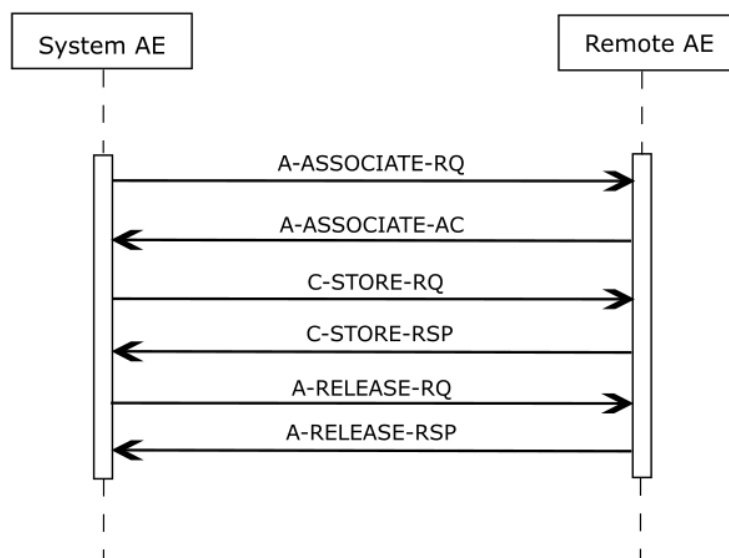 System AE
Remote AE
A-ASSOCIATE-RQ
A-ASSOCIATE-AC
C-STORE-RQ
C-STORE-RSP
A-RELEASE-RQ
A-RELEASE-RSP